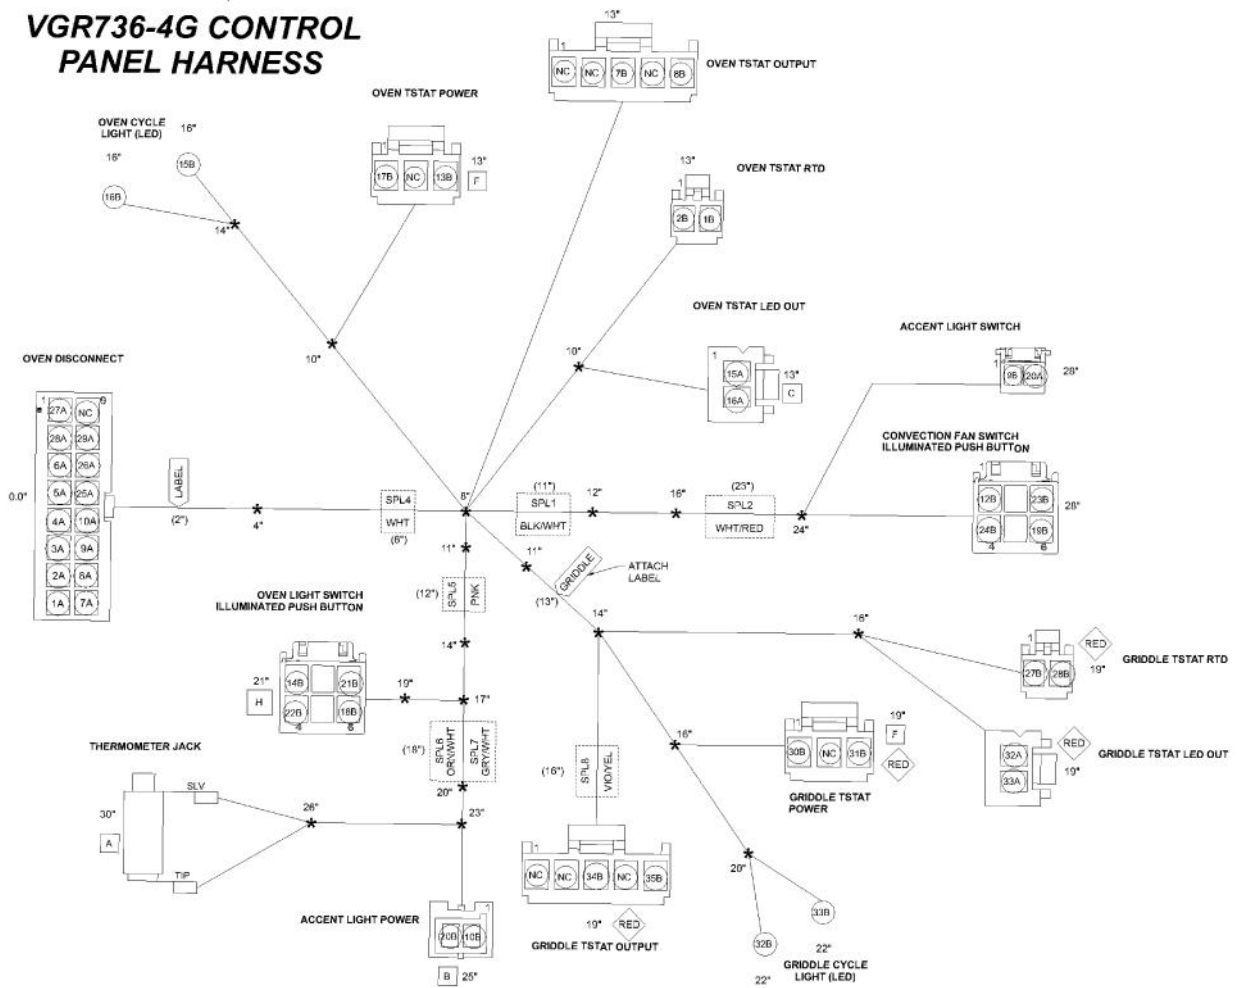 VGR736-4G CONTROL
PANEL HARNESS
13"
1
NC NC 7B NC 8B
OVEN TSTAT OUTPUT
OVEN TSTAT POWER
1
17B NC 13B
13"
F
OVEN CYCLE
LIGHT (LED)
16"
16"
15B
16B
14"
13"
OVEN TSTAT RTD
1
2B 1B
10"
OVEN TSTAT LED OUT
1
15A
16A
13"
C
10"
ACCENT LIGHT SWITCH
1
9B 20A
28"
OVEN DISCONNECT
1 9
27A NC
28A 29A
6A 26A
5A 25A
4A 10A
3A 9A
2A 8A
1A 7A
0.0"
LABEL
(2")
4"
SPL4
WHT
(6")
8"
(11")
SPL1
BLK/WHT
12"
16"
(23")
SPL2
WHT/RED
24"
CONVECTION FAN SWITCH
ILLUMINATED PUSH BUTTON
1
12B 23B
24B 19B
4 6
28"
11"
11"
GRIDDLE
ATTACH
LABEL
(13")
(12")
SPL5
PNK
OVEN LIGHT SWITCH
ILLUMINATED PUSH BUTTON
14"
14B 21B
22B 18B
4 6
21"
H
19"
17"
(18")
SPL6
ORN/WHT
SPL7
GRY/WHT
20"
23"
14"
16"
1
27B 28B
RED
19"
GRIDDLE TSTAT RTD
32A
33A
RED
19"
GRIDDLE TSTAT LED OUT
16"
1
30B NC 31B
19"
F
RED
GRIDDLE TSTAT
POWER
THERMOMETER JACK
SLV
30"
A
TIP
26"
(16")
SPL8
VIO/YEL
1
NC NC 34B NC 35B
19"
RED
GRIDDLE TSTAT OUTPUT
20"
33B
32B
22"
22"
GRIDDLE CYCLE
LIGHT (LED)
ACCENT LIGHT POWER
1
20B 10B
B
25"